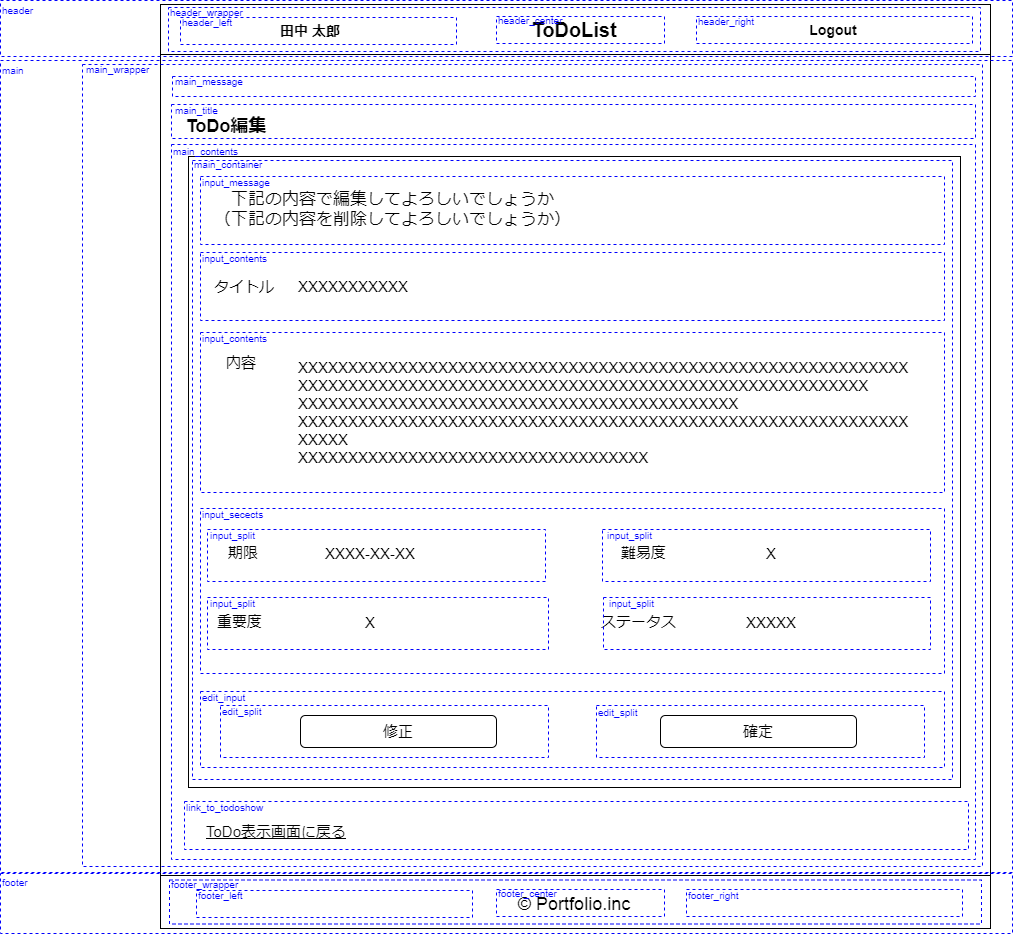 header
header_wrapper
header_left
田中 太郎
header_center
ToDoList
header_right
Logout
main
main_wrapper
main_message
main_title
ToDo編集
main_contents
main_container
input_message
下記の内容で編集してよろしいでしょうか
（下記の内容を削除してよろしいでしょうか）
input_contents
タイトル XXXXXXXXXXX
input_contents
内容
XXXXXXXXXXXXXXXXXXXXXXXXXXXXXXXXXXXXXXXXXXXXXXXXXXXXXXXXXXXXX
XXXXXXXXXXXXXXXXXXXXXXXXXXXXXXXXXXXXXXXXXXXXXXXXXXXXXXXXX
XXXXXXXXXXXXXXXXXXXXXXXXXXXXXXXXXXXXXXXXXXXX
XXXXXXXXXXXXXXXXXXXXXXXXXXXXXXXXXXXXXXXXXXXXXXXXXXXXXXXXXXXXX
XXXXX
XXXXXXXXXXXXXXXXXXXXXXXXXXXXXXXXXXX
input_secects
input_split
期限 XXXX-XX-XX
input_split
難易度 X
input_split
重要度 X
input_split
ステータス XXXXX
edit_input
edit_split
修正
edit_split
確定
link_to_todoshow
ToDo表示画面に戻る
footer
footer_wrapper
footer_left
footer_center
© Portfolio.inc
footer_right